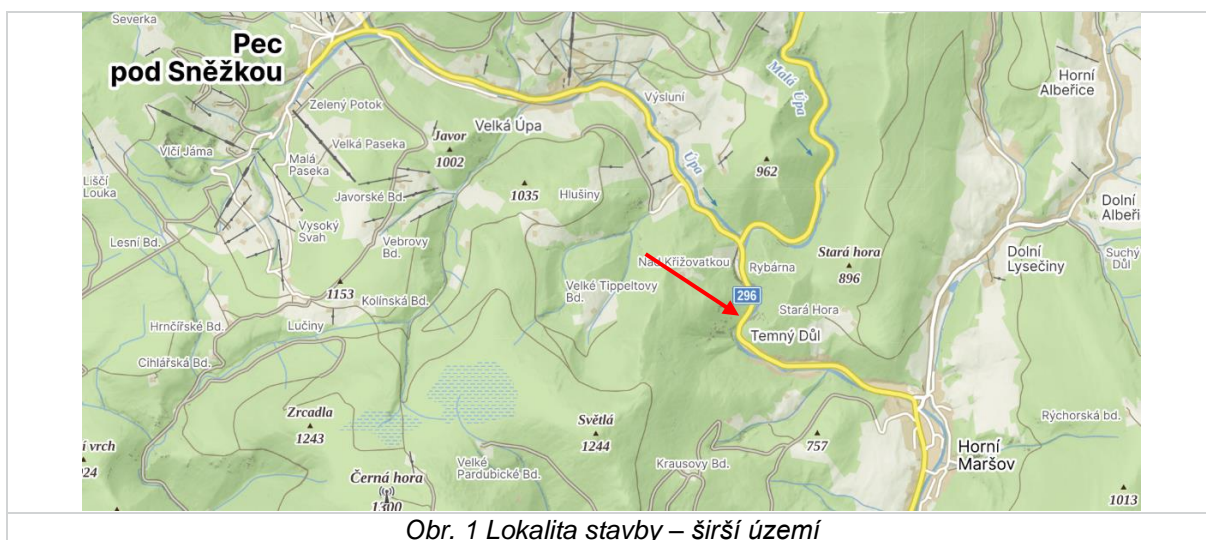 Severka
Pec
pod Sněžkou
Malá Úpa
Horní
Albeřice
Zelený Potok
Výsluní
Velká Úpa
Javor
1002
Velká Paseka
Vlčí Jáma
Malá
Paseka
Úpa
962
Liščí
Louka
Javorské Bd.
1035
Hlušiny
Dolní
Albeři
Vysoký
Svah
Lesní Bd.
Vebrovy
Bd.
Stará hora
896
Dolní
Lysečiny
Suchý
Důl
Nad Křižovatkou
Rybárna
Velké Tippeltovy
Bd.
296
1153
Kolínská Bd.
Stará Hora
Hrnčířské Bd.
Lučiny
Temný Důl
Cihlářská Bd.
Zrcadla
1243
Světlá
1244
Rýchorská bd.
í vrch
24
757
Horní
Maršov
Velké
Pardubické Bd.
Krausovy Bd.
Černá hora
1300
1013
Obr. 1 Lokalita stavby – širší území